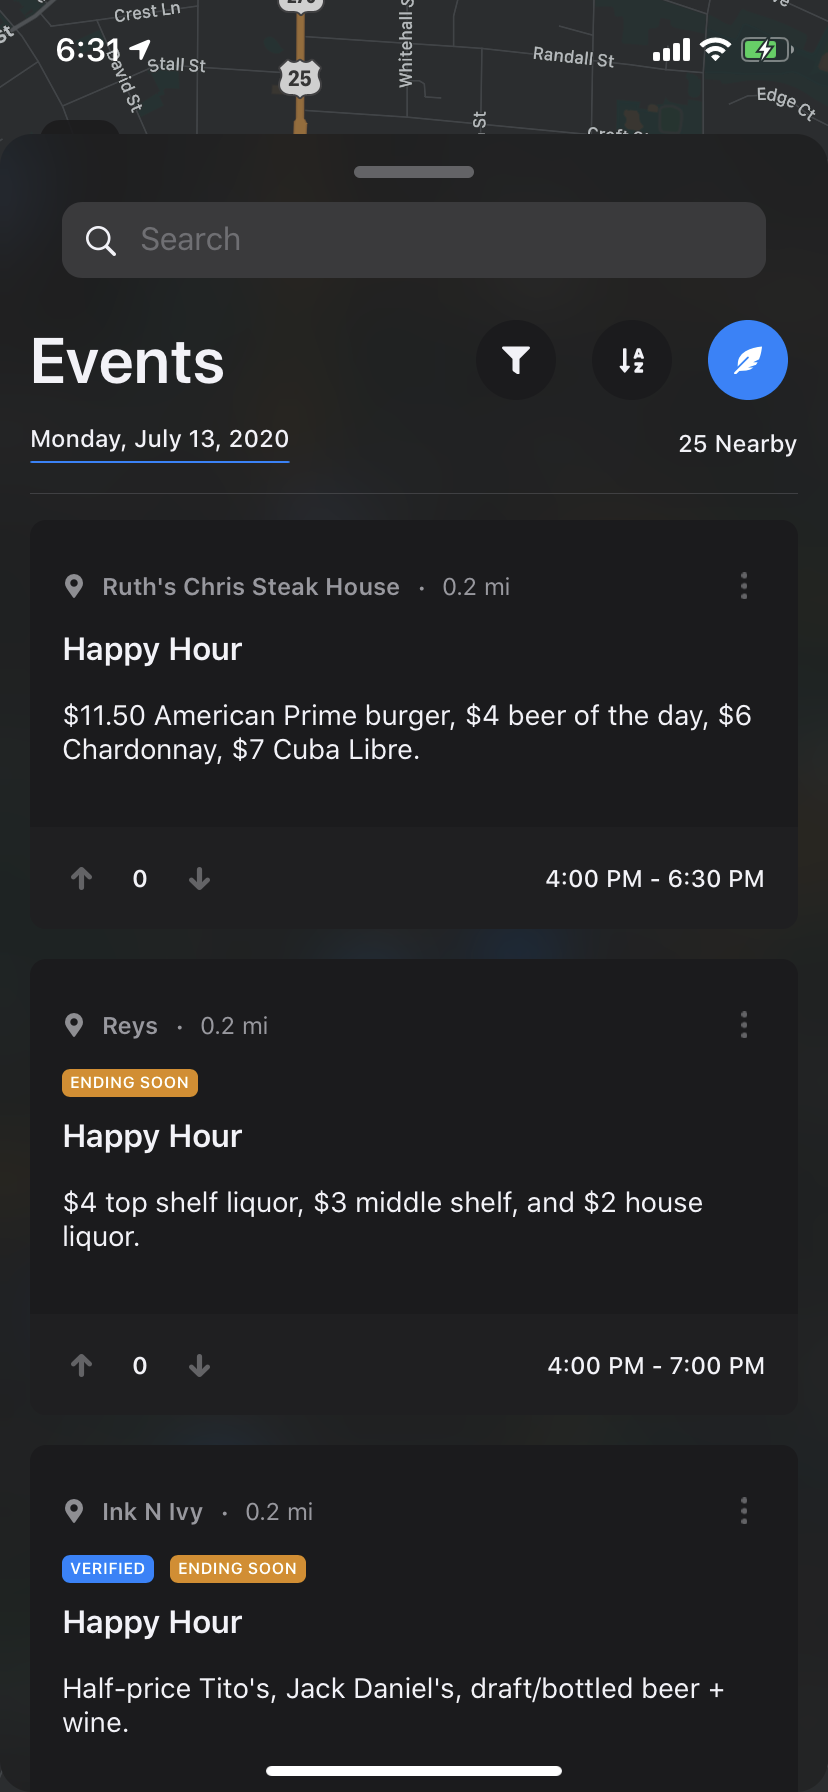 Crest Ln
6:31
Stall St
David St
25
Whitehall S
Randall St
St
Edge Ct
Search
Events
Monday, July 13, 2020
25 Nearby
Ruth's Chris Steak House · 0.2 mi
Happy Hour
$11.50 American Prime burger, $4 beer of the day, $6
Chardonnay, $7 Cuba Libre.
0
4:00 PM - 6:30 PM
Reys · 0.2 mi
ENDING SOON
Happy Hour
$4 top shelf liquor, $3 middle shelf, and $2 house
liquor.
0
4:00 PM - 7:00 PM
Ink N Ivy · 0.2 mi
VERIFIED ENDING SOON
Happy Hour
Half-price Tito's, Jack Daniel's, draft/bottled beer +
wine.